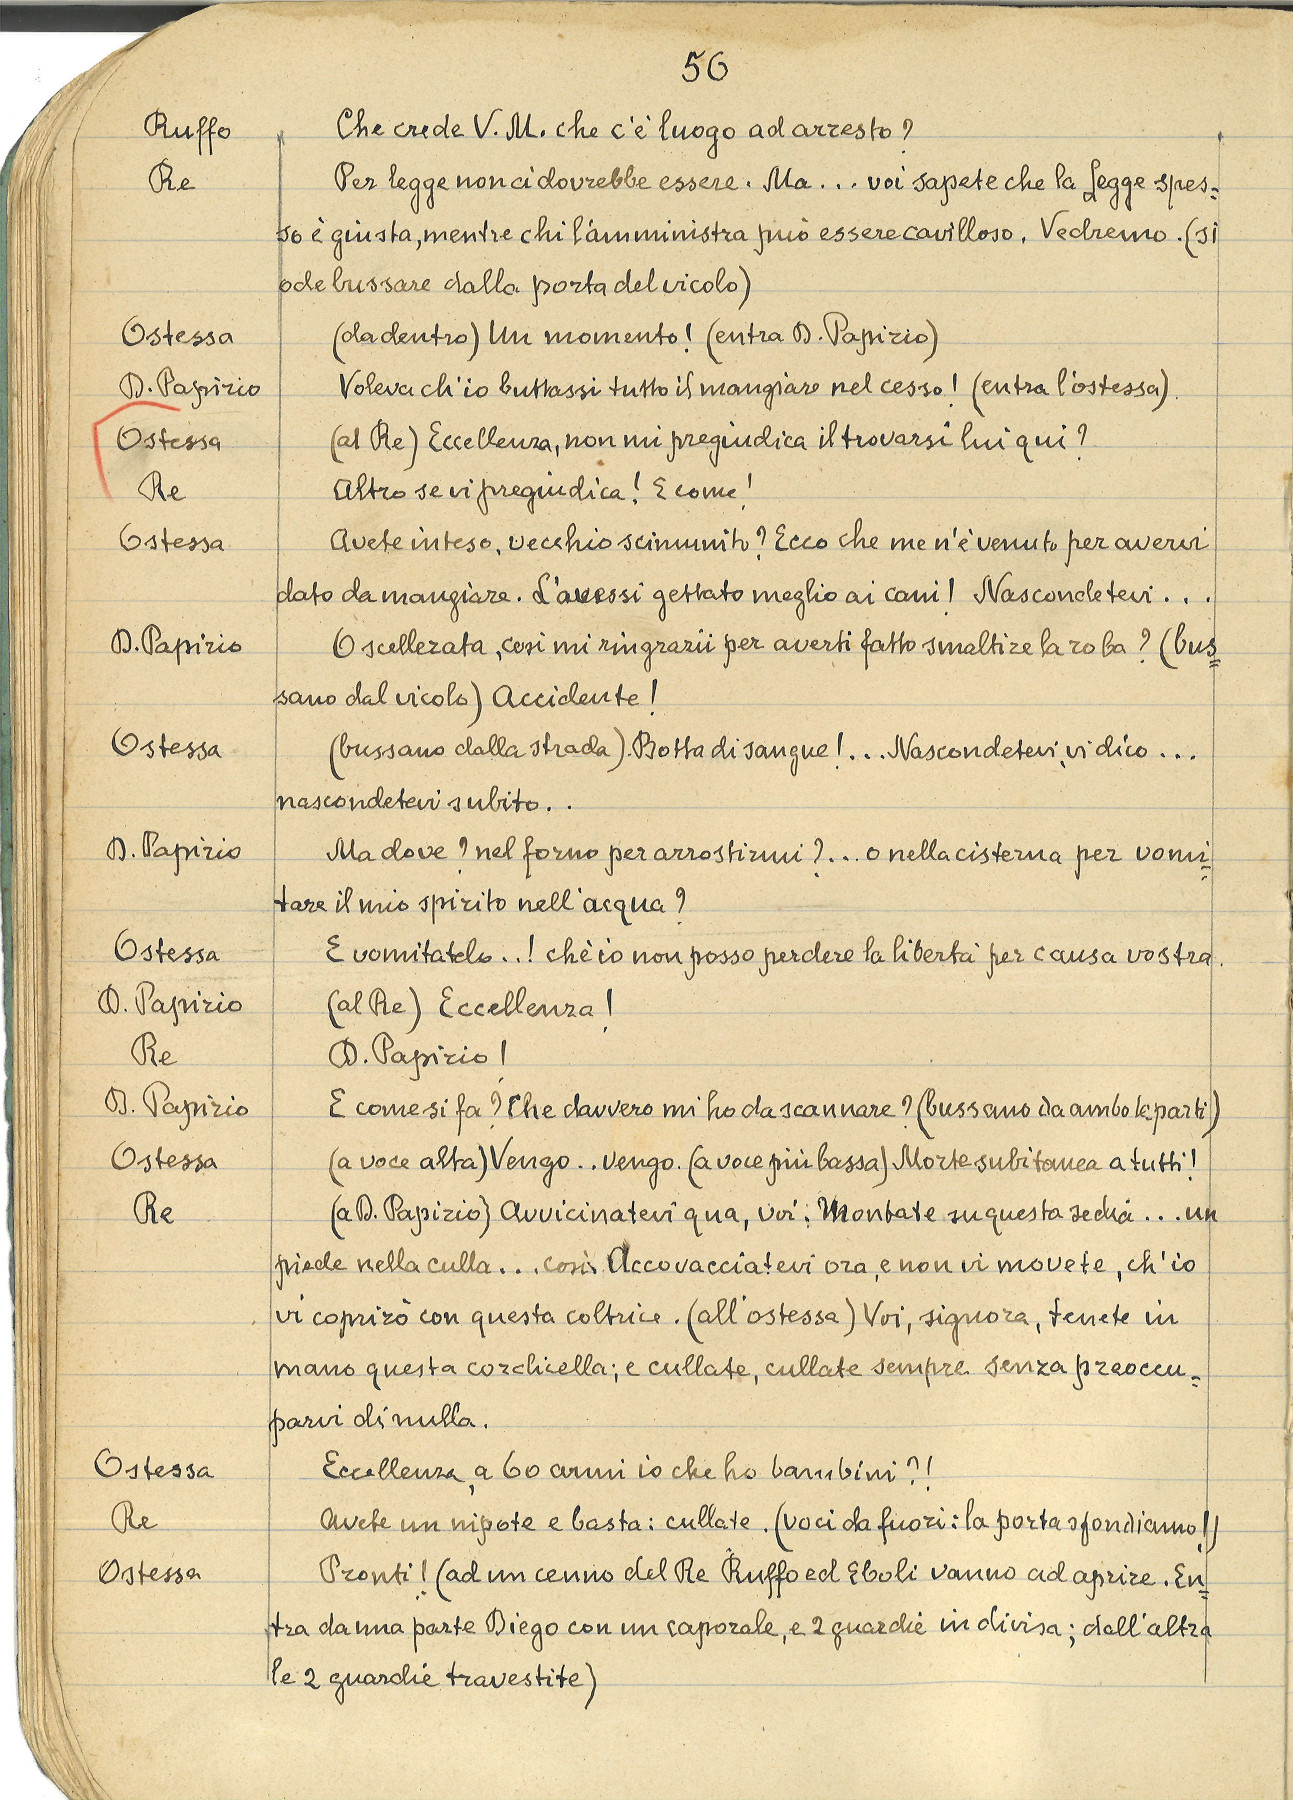 56
Ruffo Che crede V. M. che c'è luogo ad arresto?
Re Per legge non ci dovrebbe essere. Ma... voi sapete che la Legge spes=
so è giusta, mentre chi l'amministra può essere cavilloso. Vedremo. (si
ode bussare dalla porta del vicolo)
Ostessa (da dentro) Un momento! (entra D. Papirio)
D. Papirio Voleva ch'io buttassi tutto il mangiare nel cesso! (entra l'ostessa).
Ostessa (al Re) Eccellenza, non mi pregiudica il trovarsi lui qui?
Re Altro se vi pregiudica! E come!
Ostessa Avete inteso, vecchio scimunito? Ecco che me n'è venuto per avervi
dato da mangiare. L'avessi gettato meglio ai cani! Nascondetevi...
D. Papirio O scellerata, così mi ringrazii per averti fatto smaltire la roba? (bus=
sano dal vicolo) Accidente!
Ostessa (bussano dalla strada). Botta di sangue!... Nascondetevi, vi dico...
nascondetevi subito..
D. Papirio Ma dove? nel forno per arrostirmi?... o nella cisterna per vomi=
tare il mio spirito nell'acqua?
Ostessa E vomitatelo..! chè io non posso perdere la libertà per causa vostra.
D. Papirio (al Re) Eccellenza!
Re D. Papirio!
D. Papirio E come si fa? Che davvero mi ho da scannare? (bussano da ambo le parti)
Ostessa (a voce alta) Vengo.. vengo. (a voce più bassa) Morte subitanea a tutti!
Re (a D. Papirio) Avvicinatevi qua, voi. Montate su questa sedia... un
piede nella culla... così. Accovacciatevi ora, e non vi movete, ch'io
vi coprirò con questa coltrice. (all'ostessa) Voi, signora, tenete in
mano questa cordicella; e cullate, cullate sempre senza preoccu=
parvi di nulla.
Ostessa Eccellenza, a 60 anni io che ho bambini?!
Re Avete un nipote e basta: cullate. (voci da fuori: la porta sfondiamo!)
Ostessa Pronti! (ad un cenno del Re Ruffo ed Eboli vanno ad aprire. En=
tra da una parte Diego con un caporale, e 2 guardie in divisa; dall'altra
le 2 guardie travestite)